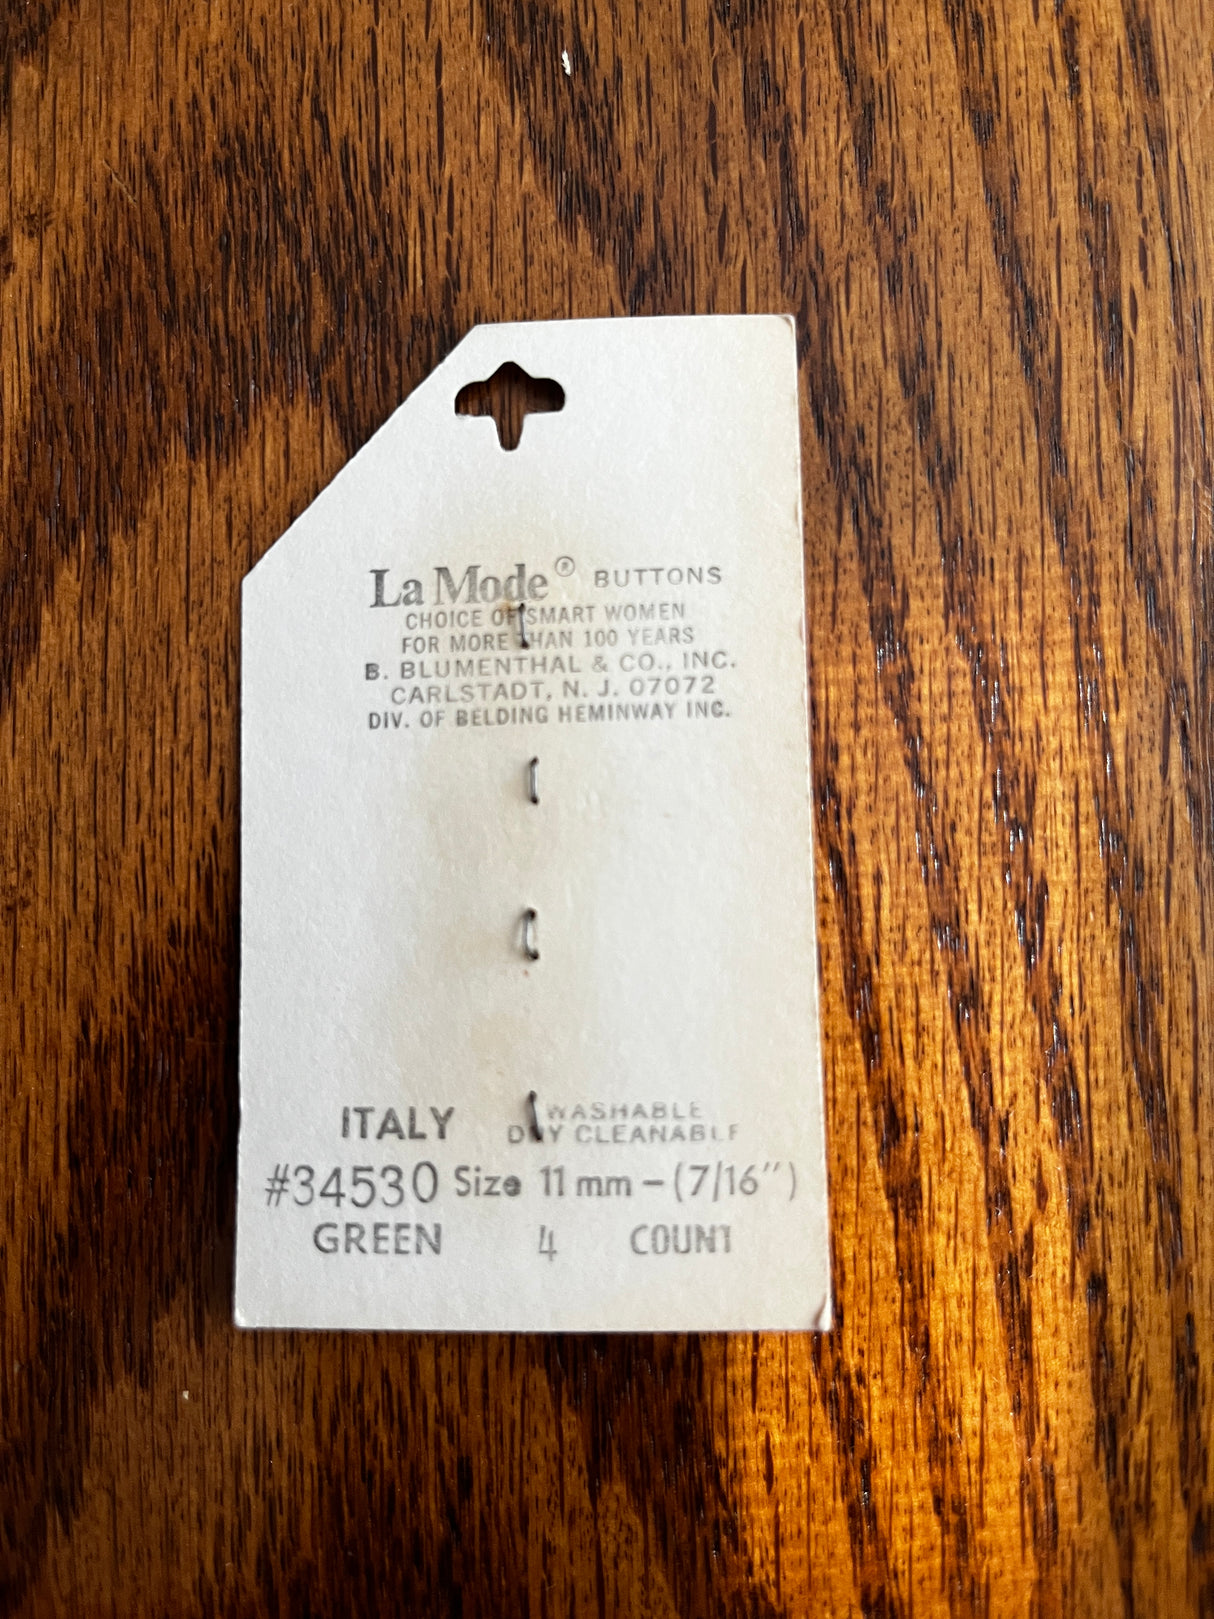 La Mode® BUTTONS
CHOICE OF SMART WOMEN
FOR MORE THAN 100 YEARS
B. BLUMENTHAL & CO., INC.
CARLSTADT, N. J. 07072
DIV. OF BELDING HEMINWAY INC.
ITALY WASHABLE
DRY CLEANABLE
#34530 Size 11 mm – (7/16")
GREEN 4 COUNT